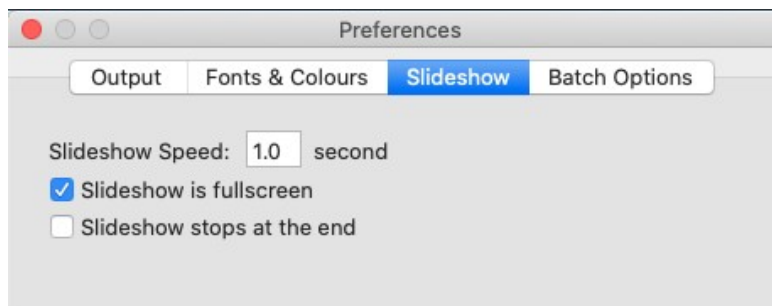 Preferences
Output Fonts & Colours Slideshow Batch Options
Slideshow Speed: 1.0 second
Slideshow is fullscreen
Slideshow stops at the end